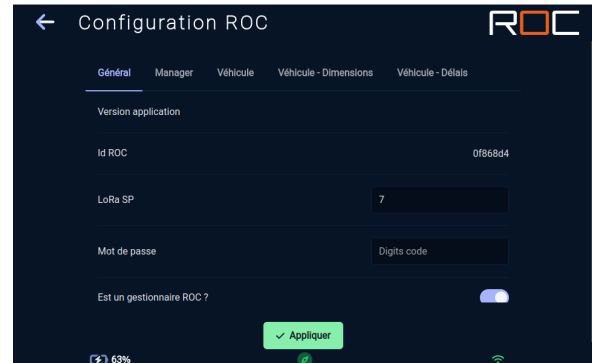 Configuration ROC
ROC
Général Manager Véhicule Véhicule - Dimensions Véhicule - Délais
Version application
Id ROC 0f868d4
LoRa SP 7
Mot de passe Digits code
Est un gestionnaire ROC ?
Appliquer
63%